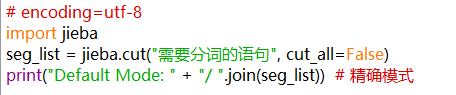 # encoding=utf-8
import jieba
seg_list = jieba.cut("需要分词的语句", cut_all=False)
print("Default Mode: " + "/ ".join(seg_list))  # 精确模式